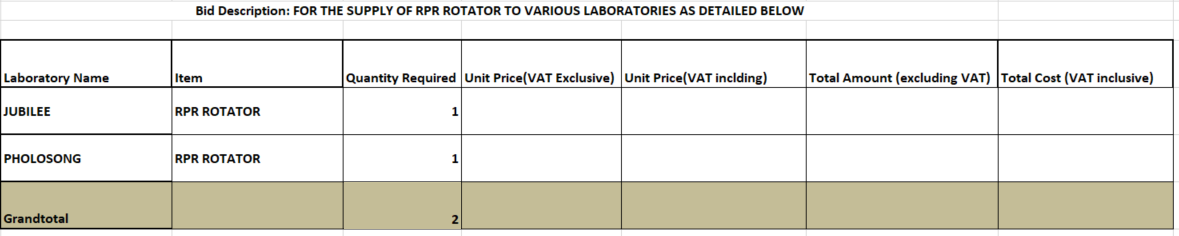 Bid Description: FOR THE SUPPLY OF RPR ROTATOR TO VARIOUS LABORATORIES AS DETAILED BELOW
Laboratory Name Item Quantity Required Unit Price(VAT Exclusive) Unit Price(VAT inclding) Total Amount (excluding VAT) Total Cost (VAT inclusive)
JUBILEE RPR ROTATOR 1
PHOLOSONG RPR ROTATOR 1
Grandtotal 2